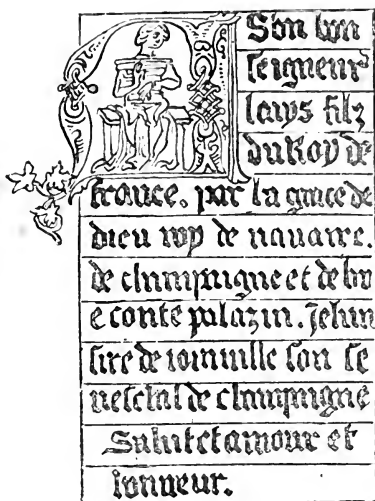 A Son bon
seigneur
looys filz
du Roy de
france. par la grace de
dieu roy de nauarre.
de champaigne et de bri
e conte palazin. Jehan
sire de ioinuille son se
neschal de champaigne
Salut et amour et
honneur.